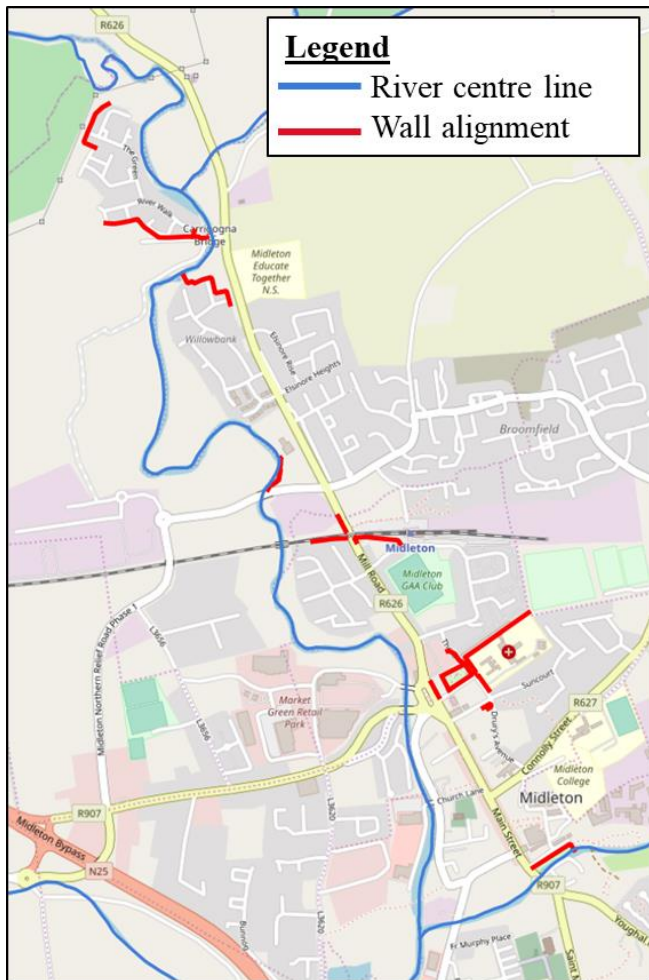 R626
Legend
River centre line
Wall alignment
The Green
River Walk
Carrigogna
Bridge
Midleton
Educate
Together
N.S.
Willowbank
Elsinore Rise
Elsinore Heights
Broomfield
Midleton
Mill Road
Midleton
GAA Club
R626
Midleton Northern Relief Road Phase 1
L3656
Market
Green Retail
Park
L3656
Suncourt
R627
Connolly Street
Drury's Avenue
Midleton
College
Church Lane
Midleton
Main Street
R907
Midleton Bypass
N25
L3620
L3620
R907
Youghal
Fr Murphy Place